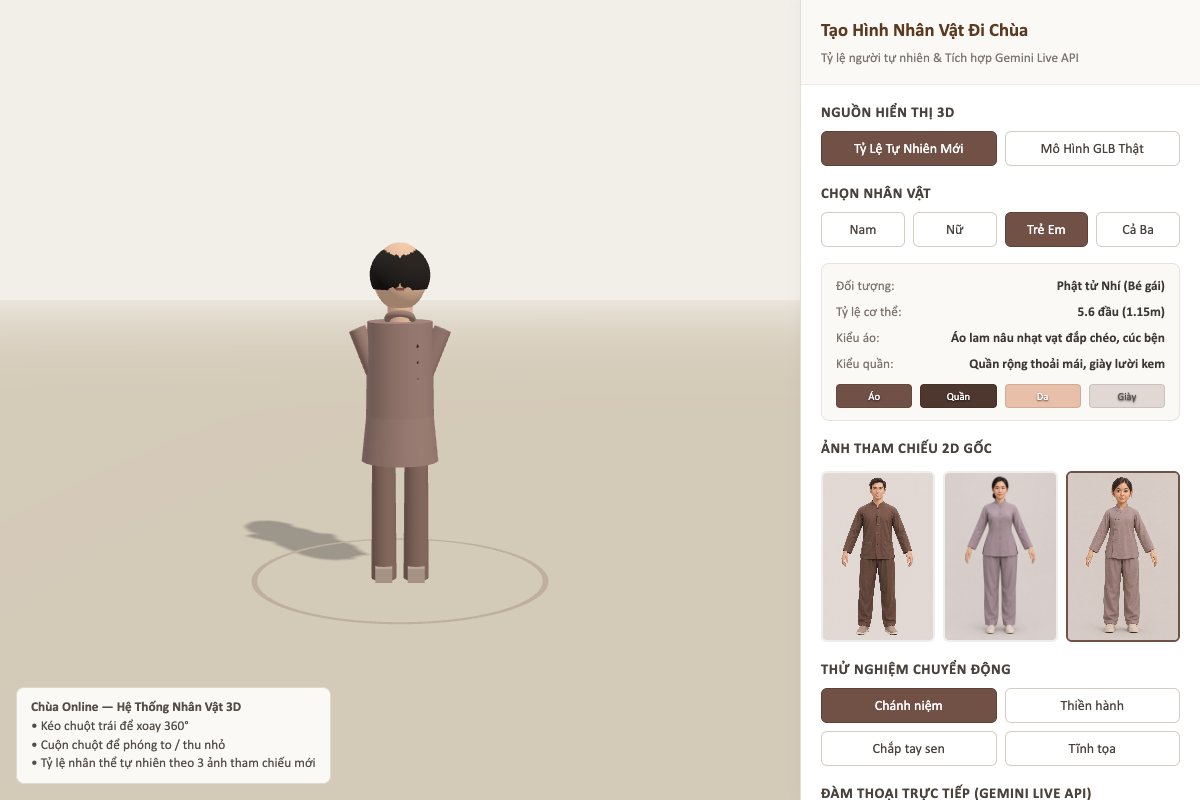 Tạo Hình Nhân Vật Đi Chùa
Tỷ lệ người tự nhiên & Tích hợp Gemini Live API
NGUỒN HIỂN THỊ 3D
Tỷ Lệ Tự Nhiên Mới
Mô Hình GLB Thật
CHỌN NHÂN VẬT
Nam
Nữ
Trẻ Em
Cả Ba
Đối tượng: Phật tử Nhí (Bé gái)
Tỷ lệ cơ thể: 5.6 đầu (1.15m)
Kiểu áo: Áo lam nâu nhạt vạt đắp chéo, cúc bện
Kiểu quần: Quần rộng thoải mái, giày lười kem
Áo
Quần
Da
Giày
ẢNH THAM CHIẾU 2D GỐC
THỬ NGHIỆM CHUYỂN ĐỘNG
Chánh niệm
Thiền hành
Chắp tay sen
Tĩnh tọa
ĐÀM THOẠI TRỰC TIẾP (GEMINI LIVE API)
Chùa Online — Hệ Thống Nhân Vật 3D
• Kéo chuột trái để xoay 360°
• Cuộn chuột để phóng to / thu nhỏ
• Tỷ lệ nhân thể tự nhiên theo 3 ảnh tham chiếu mới